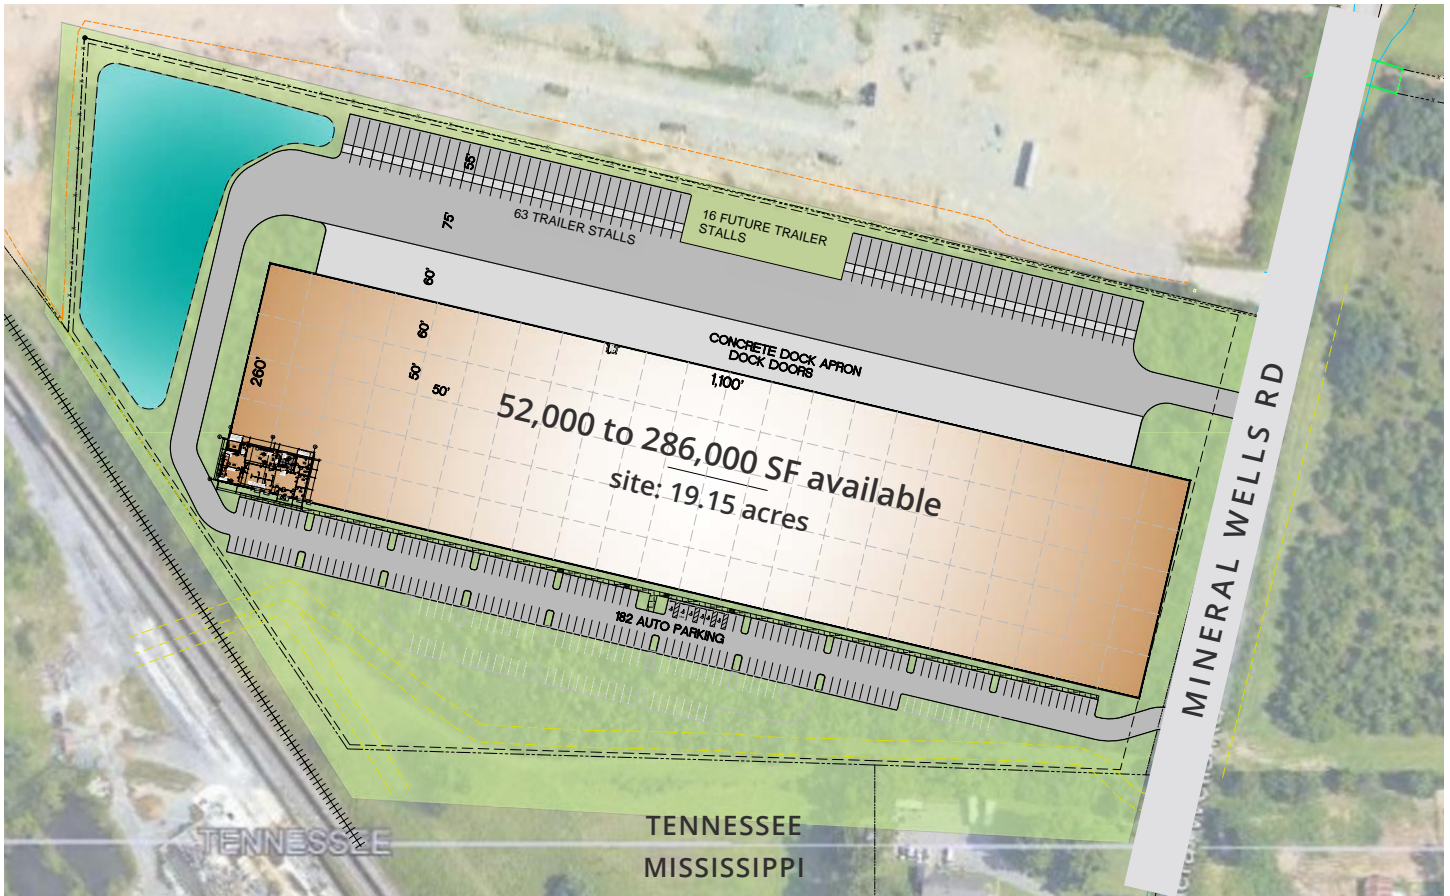 55'
75'
63 TRAILER STALLS
16 FUTURE TRAILER
STALLS
60'
60'
50'
50'
260'
CONCRETE DOCK APRON
DOCK DOORS
1,100'
52,000 to 286,000 SF available
site: 19.15 acres
182 AUTO PARKING
MINERAL WELLS RD
TENNESSEE
TENNESSEE
MISSISSIPPI